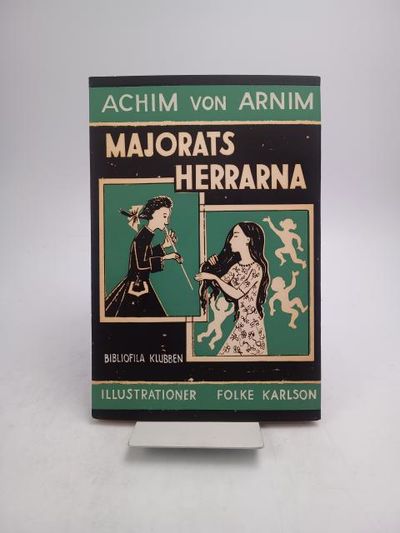 ACHIM VON ARNIM
MAJORATS
HERRARNA
BIBLIOFILA KLUBBEN
ILLUSTRATIONER FOLKE KARLSON